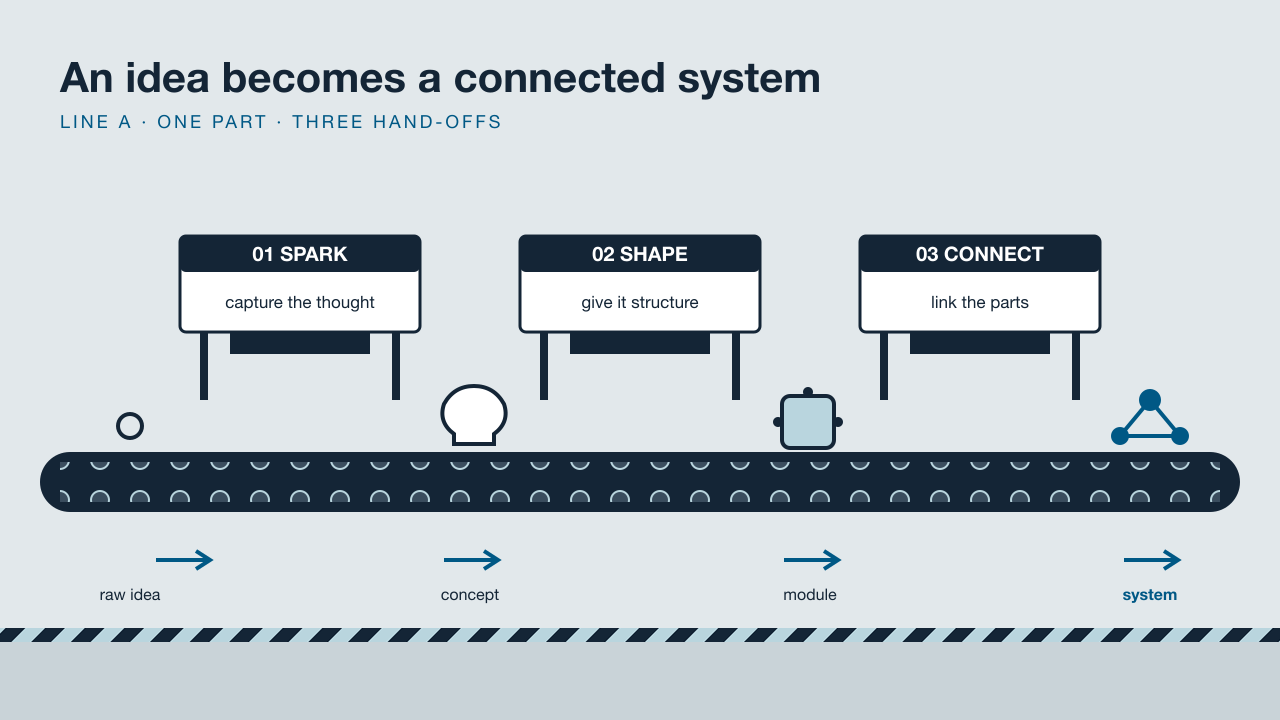 An idea becomes a connected system
LINE A · ONE PART · THREE HAND-OFFS
01 SPARK
capture the thought
02 SHAPE
give it structure
03 CONNECT
link the parts
raw idea
concept
module
system